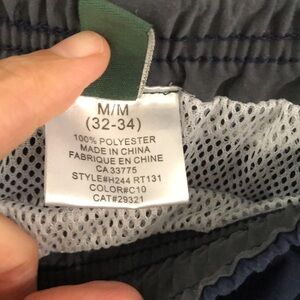 M/M
(32-34)
100% POLYESTER
MADE IN CHINA
FABRIQUE EN CHINE
CA 33775
STYLE#H244 RT131
COLOR#C10
CAT#29321